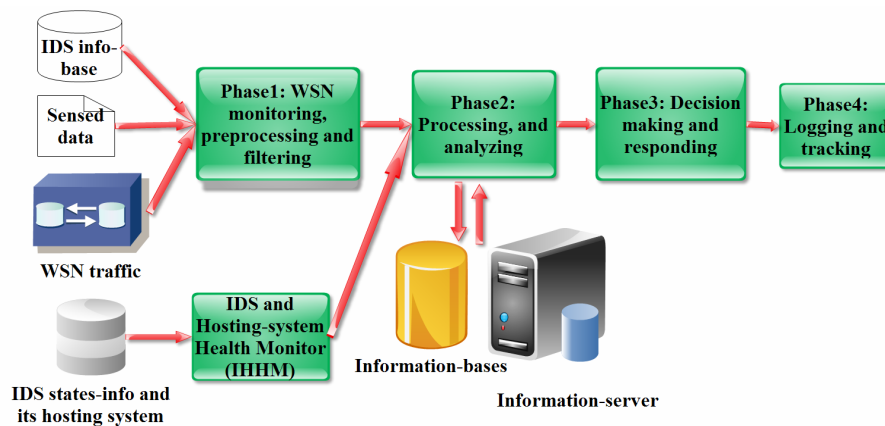 IDS info-
base
Sensed
data
WSN traffic
Phase1: WSN
monitoring,
preprocessing and
filtering
Phase2:
Processing, and
analyzing
Phase3: Decision
making and
responding
Phase4:
Logging and
tracking
IDS states-info and
its hosting system
IDS and
Hosting-system
Health Monitor
(IHHM)
Information-bases
Information-server